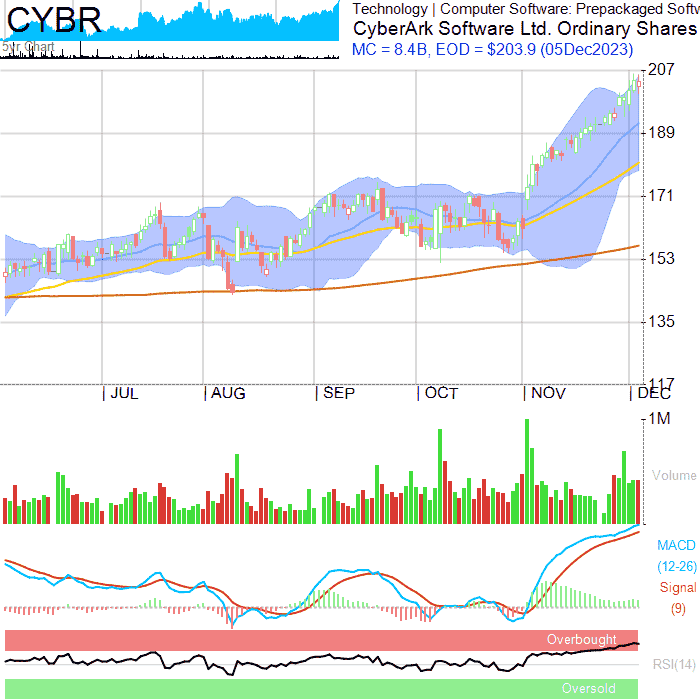 CYBR
5yr Chart
Technology | Computer Software: Prepackaged Softw
CyberArk Software Ltd. Ordinary Shares
MC = 8.4B, EOD = $203.9 (05Dec2023)
207
189
171
153
135
117
JUL AUG SEP OCT NOV DEC
1M
Volume
MACD
(12-26)
Signal
(9)
Overbought
RSI(14)
Oversold